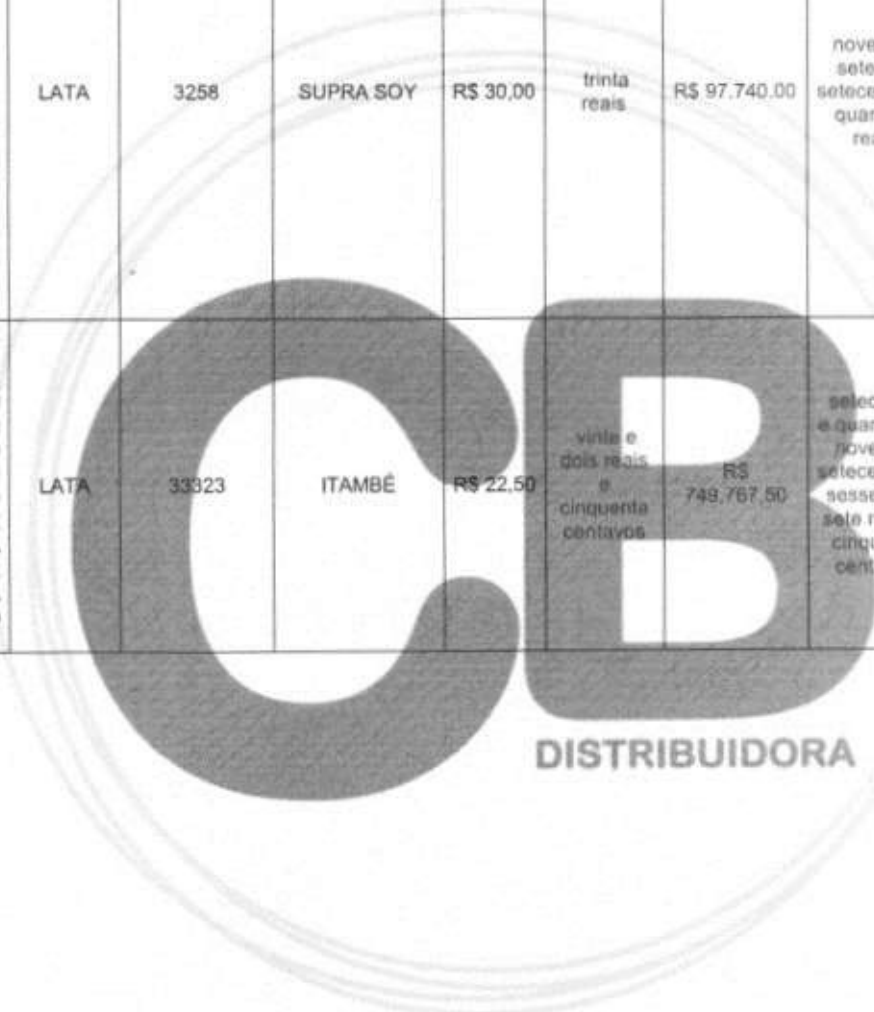 LATA 3258 SUPRA SOY R$ 30,00 trinta reais R$ 97.740.00
LATA 33323 ITAMBÉ R$ 22,50 vinte e dois reais e cinquenta centavos R$ 749.767,50
CB
DISTRIBUIDORA